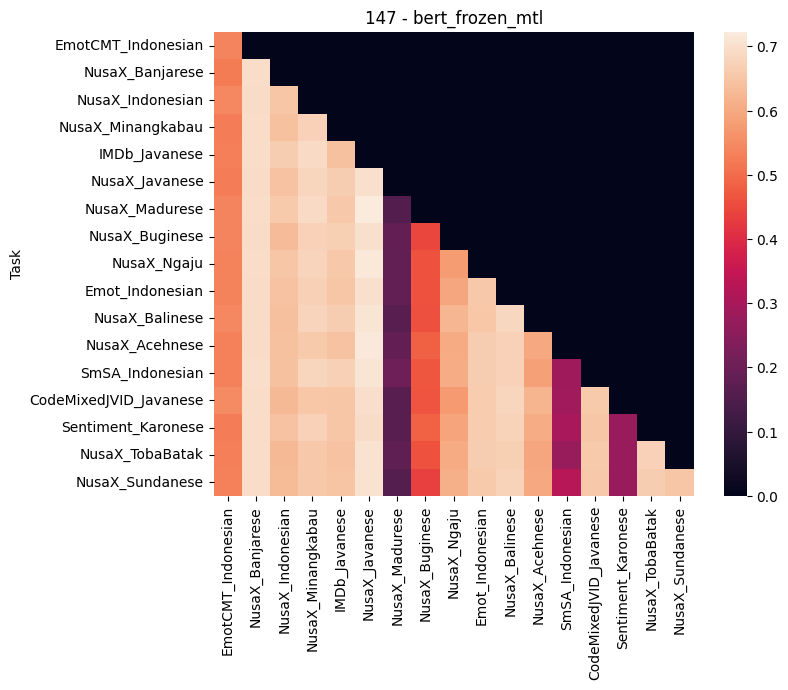 147 - bert_frozen_mtl
Task
EmotCMT_Indonesian
NusaX_Banjarese
NusaX_Indonesian
NusaX_Minangkabau
IMDb_Javanese
NusaX_Javanese
NusaX_Madurese
NusaX_Buginese
NusaX_Ngaju
Emot_Indonesian
NusaX_Balinese
NusaX_Acehnese
SmSA_Indonesian
CodeMixedJVID_Javanese
Sentiment_Karonese
NusaX_TobaBatak
NusaX_Sundanese
EmotCMT_Indonesian
NusaX_Banjarese
NusaX_Indonesian
NusaX_Minangkabau
IMDb_Javanese
NusaX_Javanese
NusaX_Madurese
NusaX_Buginese
NusaX_Ngaju
Emot_Indonesian
NusaX_Balinese
NusaX_Acehnese
SmSA_Indonesian
CodeMixedJVID_Javanese
Sentiment_Karonese
NusaX_TobaBatak
NusaX_Sundanese
0.7
0.6
0.5
0.4
0.3
0.2
0.1
0.0